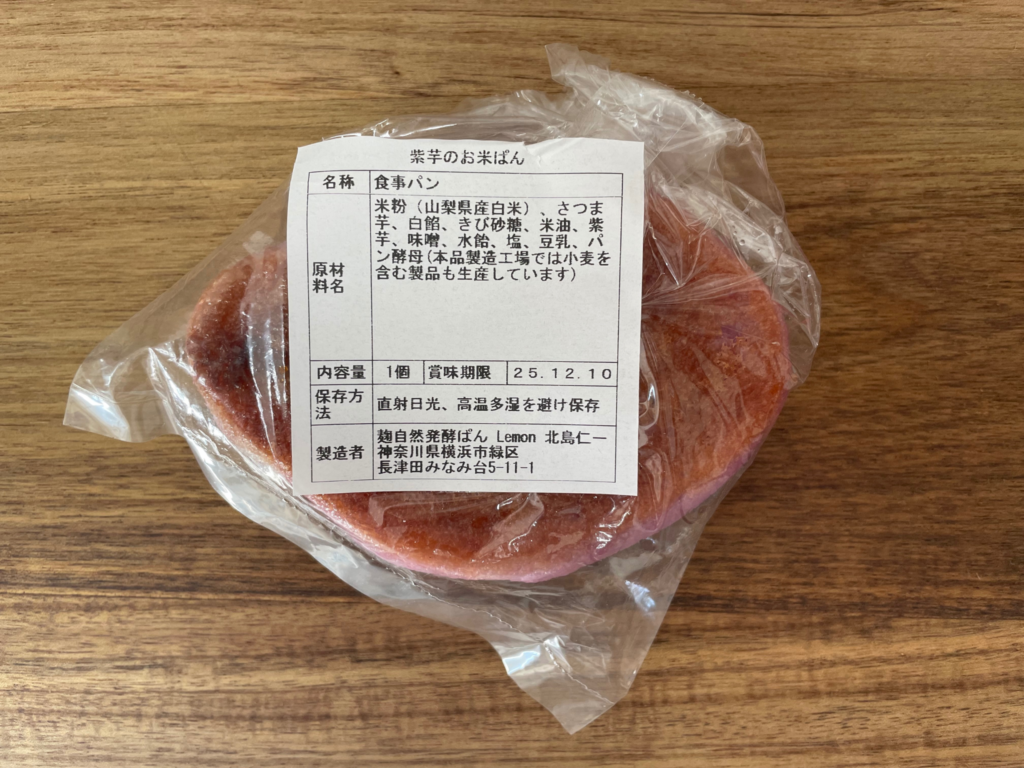 紫芋のお米ぱん
名称 食事パン
原材料名 米粉（山梨県産白米）、さつま
芋、白餡、きび砂糖、米油、紫
芋、味噌、水飴、塩、豆乳、パ
ン酵母(本品製造工場では小麦を
含む製品も生産しています)
内容量 1個 賞味期限 25.12.10
保存方法 直射日光、高温多湿を避け保存
製造者 麹自然発酵ぱん Lemon 北島仁一
神奈川県横浜市緑区
長津田みなみ台5-11-1